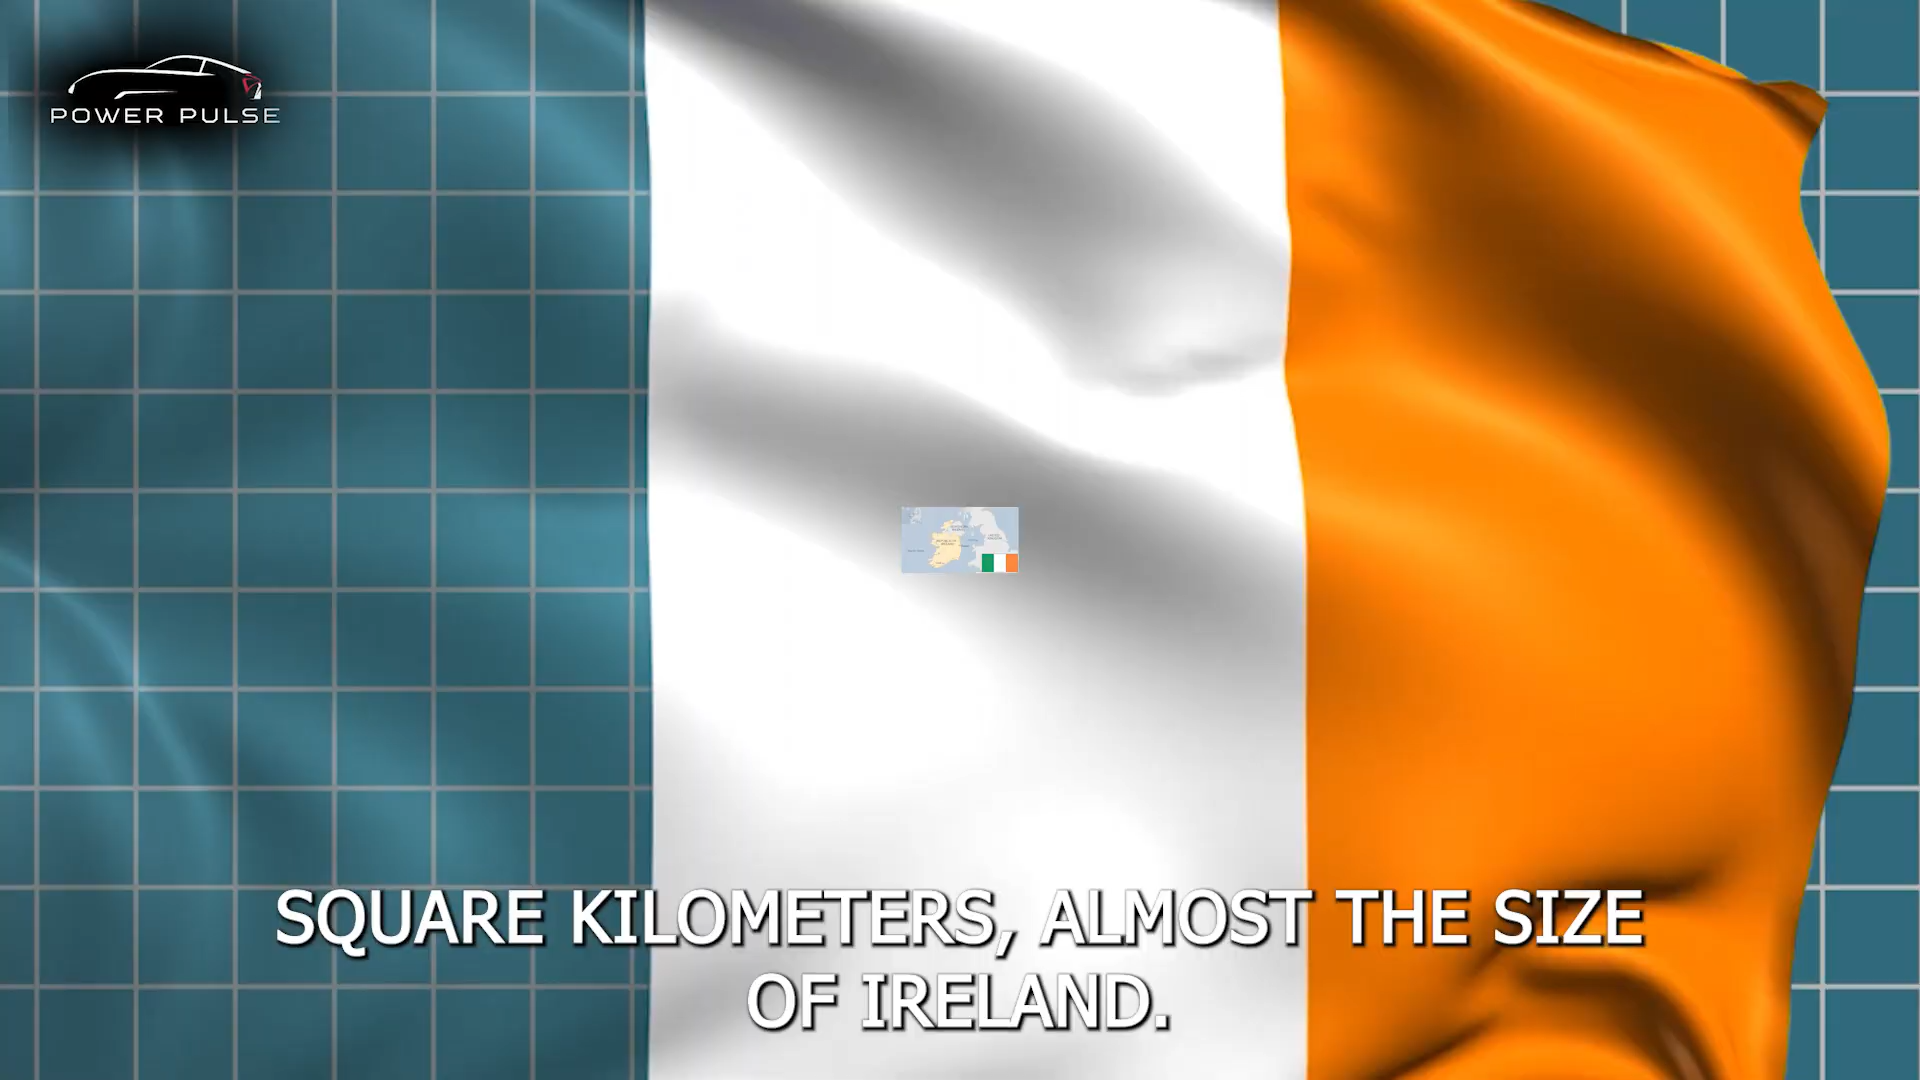 POWER PULSE
SQUARE KILOMETERS, ALMOST THE SIZE
OF IRELAND.